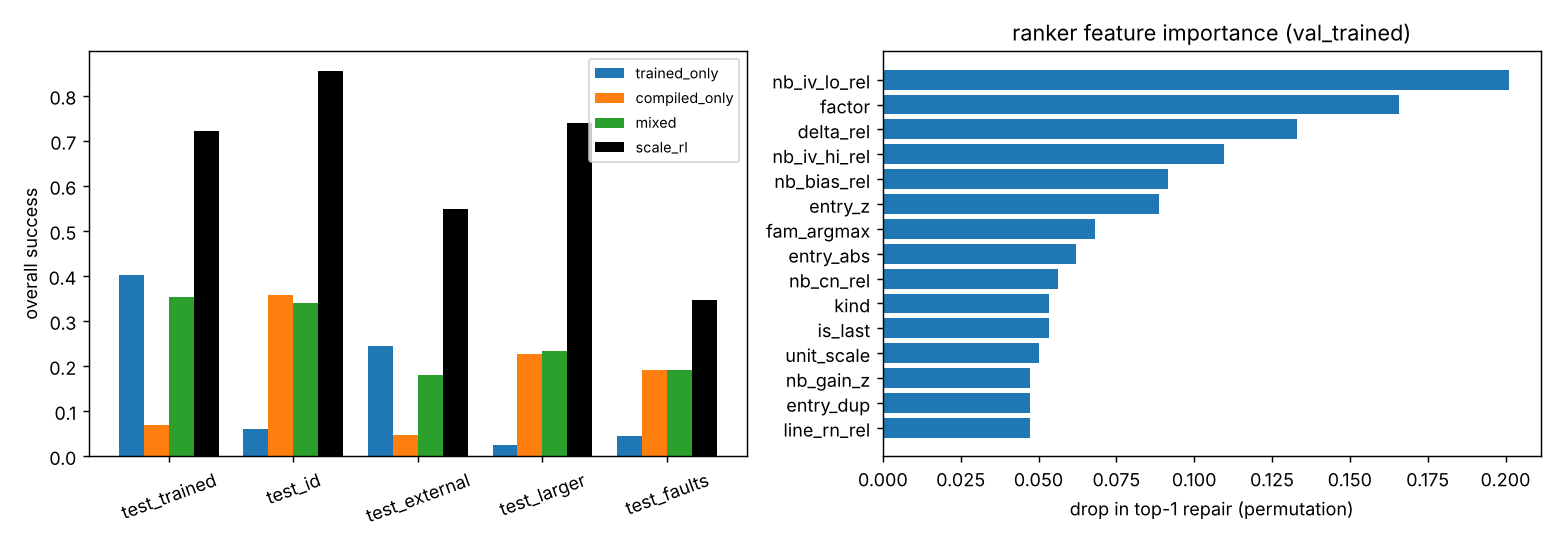 overall success
0.8
0.7
0.6
0.5
0.4
0.3
0.2
0.1
0.0
trained_only
compiled_only
mixed
scale_rl
test_trained
test_id
test_external
test_larger
test_faults
ranker feature importance (val_trained)
nb_iv_lo_rel
factor
delta_rel
nb_iv_hi_rel
nb_bias_rel
entry_z
fam_argmax
entry_abs
nb_cn_rel
kind
is_last
unit_scale
nb_gain_z
entry_dup
line_rn_rel
0.000 0.025 0.050 0.075 0.100 0.125 0.150 0.175 0.200
drop in top-1 repair (permutation)